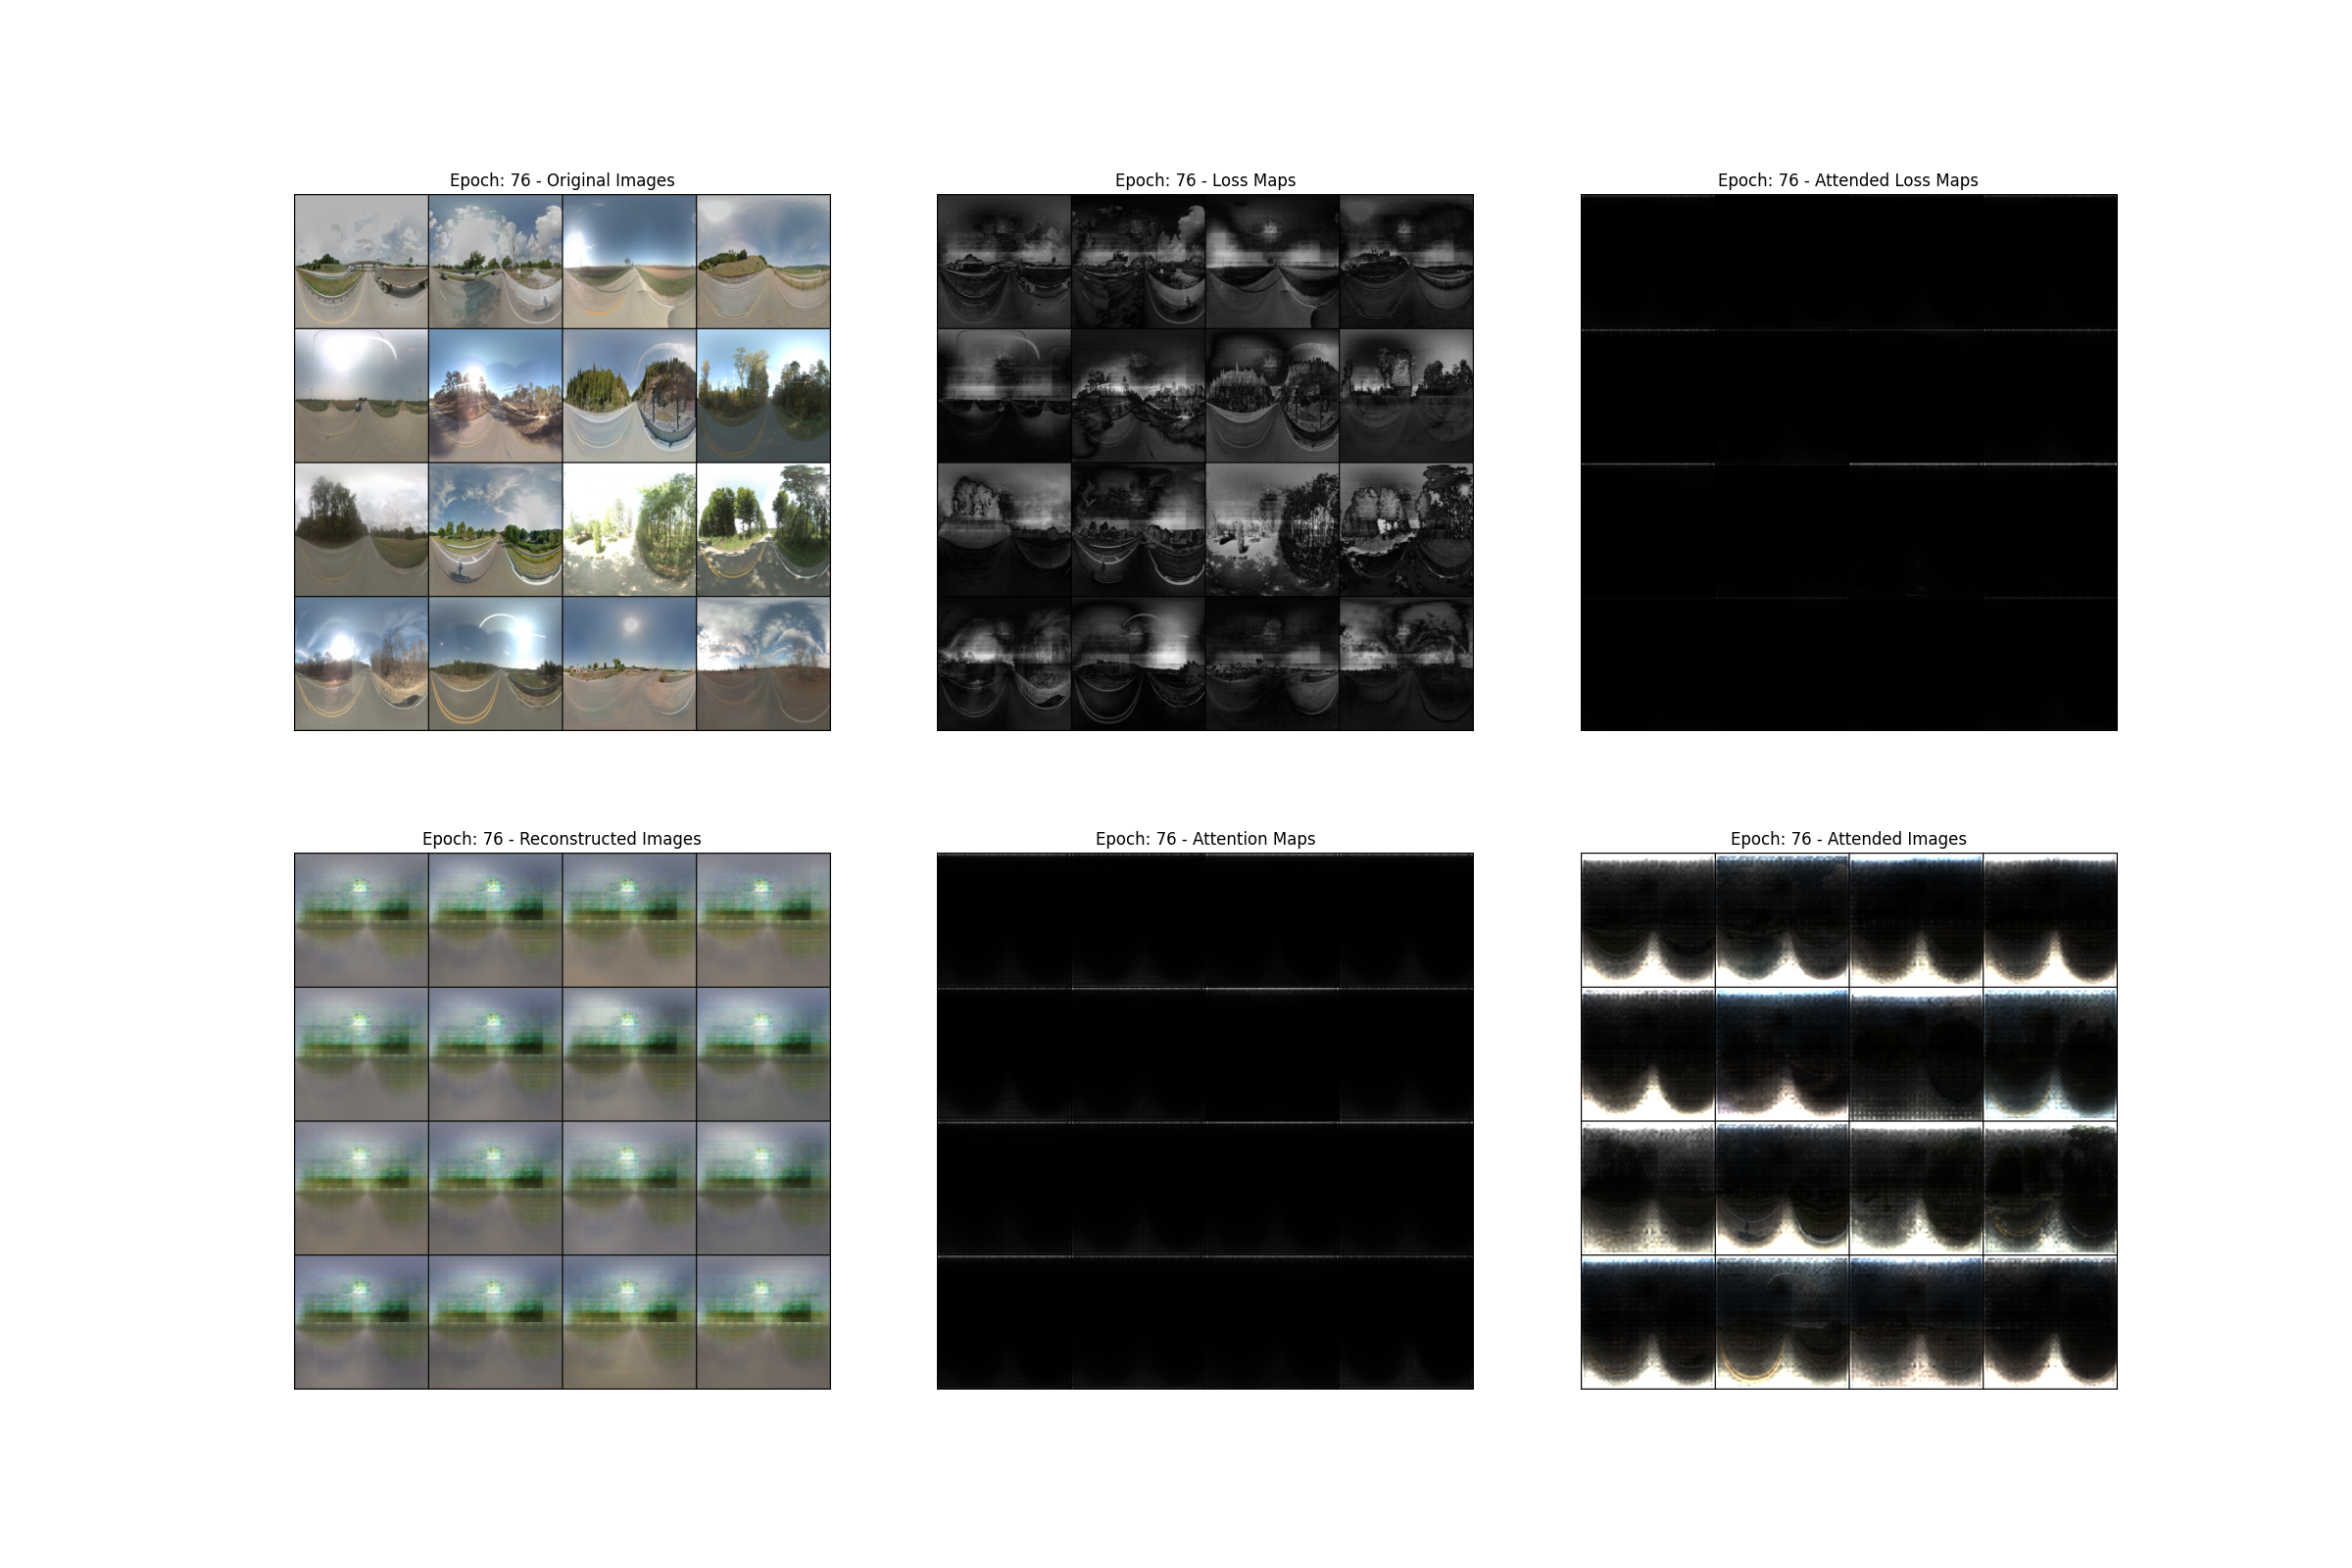 Epoch: 76 - Original Images
Epoch: 76 - Loss Maps
Epoch: 76 - Attended Loss Maps
Epoch: 76 - Reconstructed Images
Epoch: 76 - Attention Maps
Epoch: 76 - Attended Images